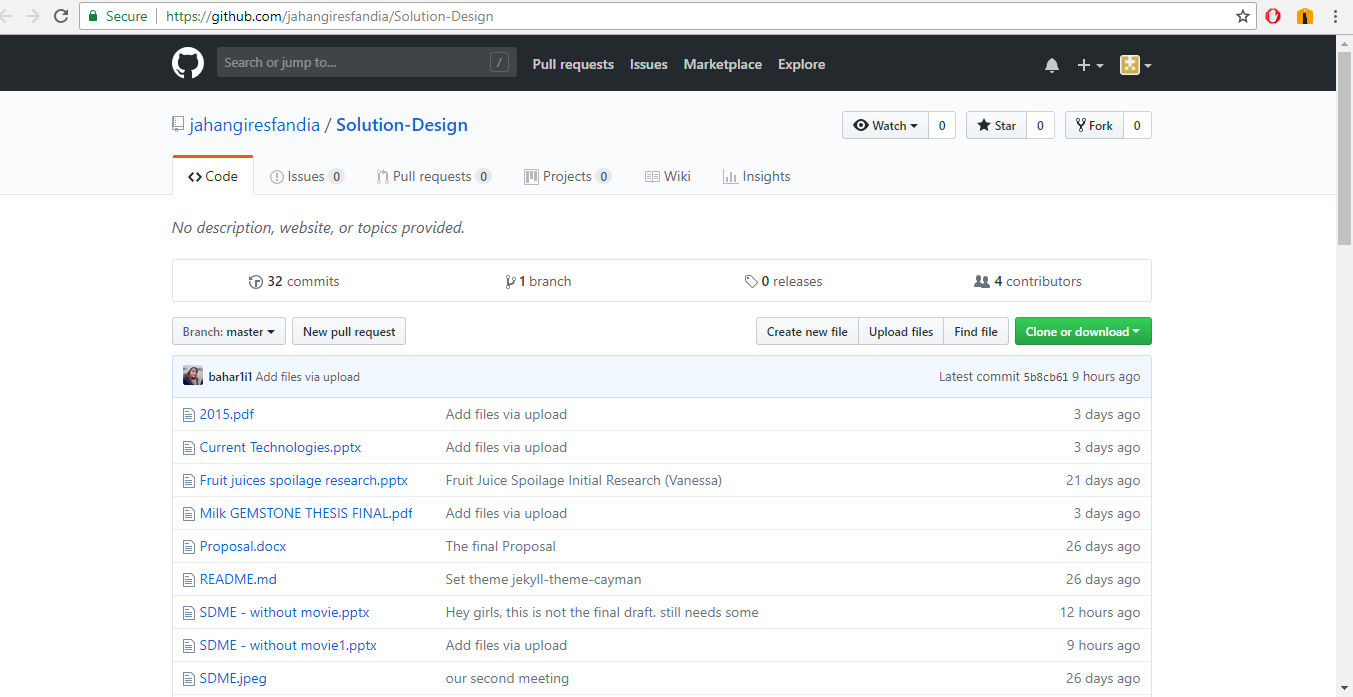 Secure https://github.com/jahangiresfandia/Solution-Design
Search or jump to... / Pull requests Issues Marketplace Explore
jahangiresfandia / Solution-Design Watch 0 Star 0 Fork 0
Code Issues 0 Pull requests 0 Projects 0 Wiki Insights
No description, website, or topics provided.
32 commits 1 branch 0 releases 4 contributors
Branch: master New pull request Create new file Upload files Find file Clone or download
bahar1i1 Add files via upload Latest commit 5b8cb61 9 hours ago
2015.pdf Add files via upload 3 days ago
Current Technologies.pptx Add files via upload 3 days ago
Fruit juices spoilage research.pptx Fruit Juice Spoilage Initial Research (Vanessa) 21 days ago
Milk GEMSTONE THESIS FINAL.pdf Add files via upload 3 days ago
Proposal.docx The final Proposal 26 days ago
README.md Set theme jekyll-theme-cayman 26 days ago
SDME - without movie.pptx Hey girls, this is not the final draft. still needs some 12 hours ago
SDME - without movie1.pptx Add files via upload 9 hours ago
SDME.jpeg our second meeting 26 days ago